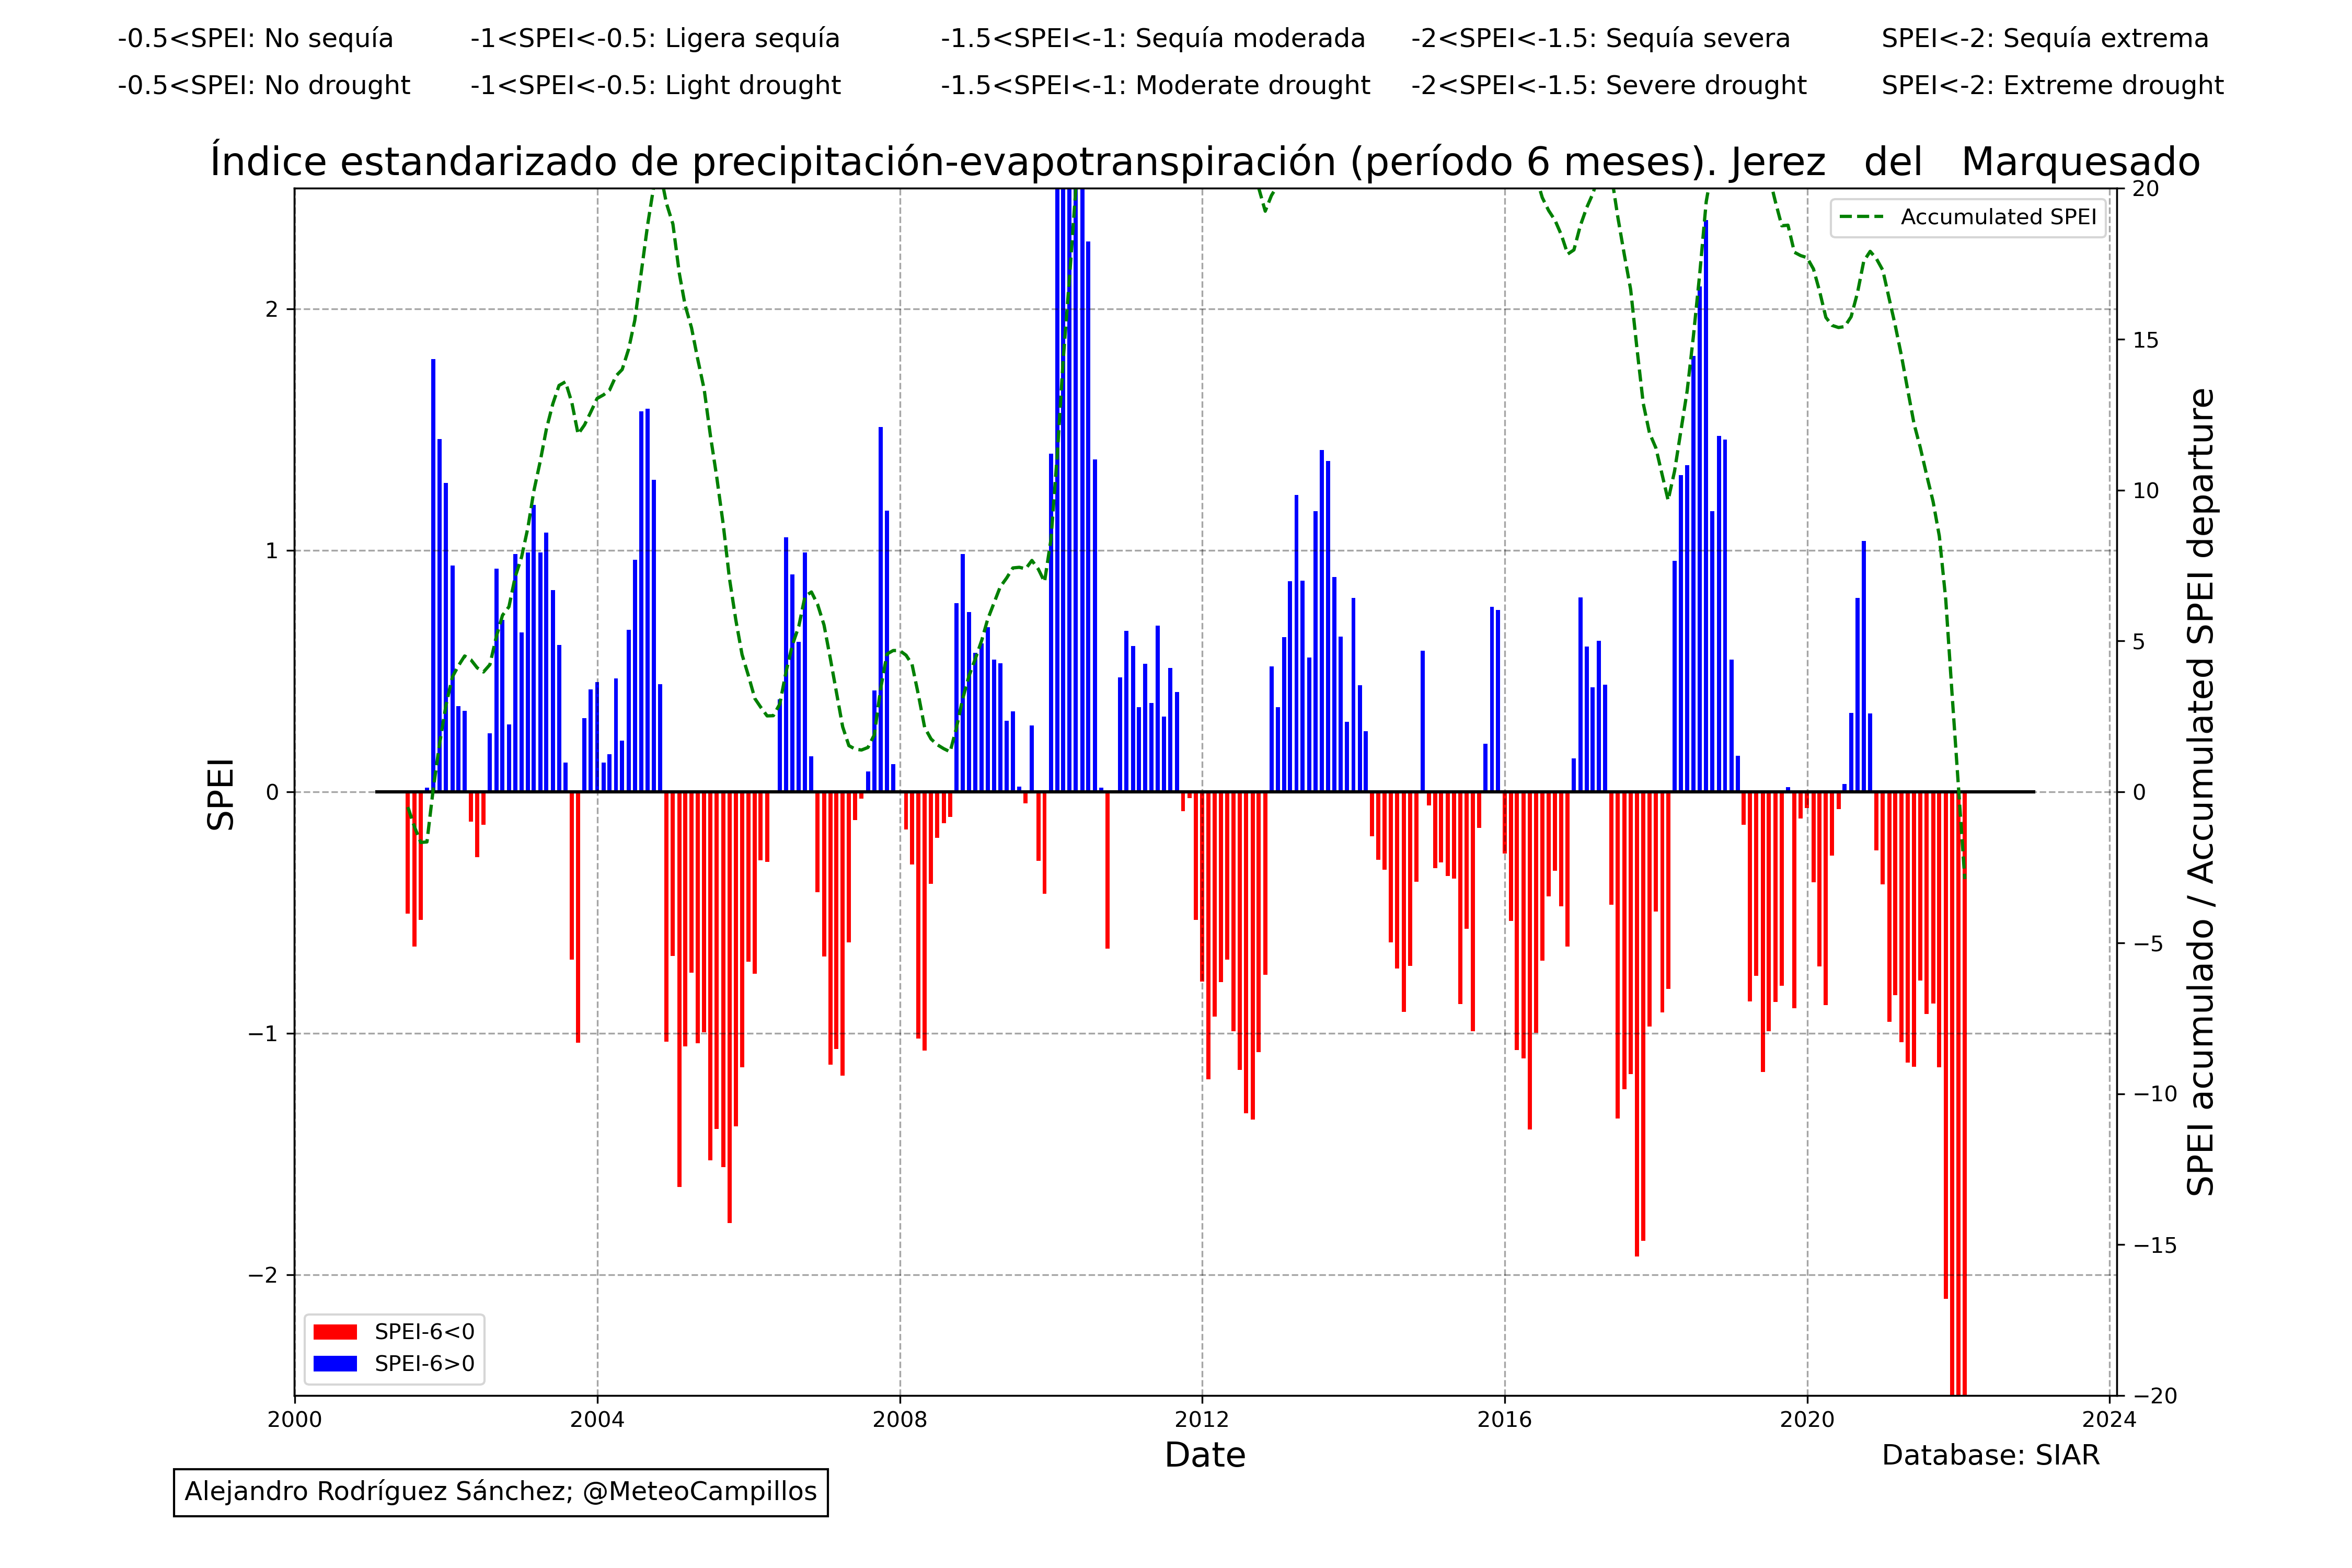 -0.5<SPEI: No sequía -1<SPEI<-0.5: Ligera sequía -1.5<SPEI<-1: Sequía moderada -2<SPEI<-1.5: Sequía severa SPEI<-2: Sequía extrema
-0.5<SPEI: No drought -1<SPEI<-0.5: Light drought -1.5<SPEI<-1: Moderate drought -2<SPEI<-1.5: Severe drought SPEI<-2: Extreme drought
Índice estandarizado de precipitación-evapotranspiración (período 6 meses). Jerez del Marquesado
Accumulated SPEI
2
1
0
−1
−2
SPEI
20
15
10
5
0
−5
−10
−15
−20
SPEI acumulado / Accumulated SPEI departure
SPEI-6<0
SPEI-6>0
2000 2004 2008 2012 2016 2020 2024
Date
Database: SIAR
Alejandro Rodríguez Sánchez; @MeteoCampillos